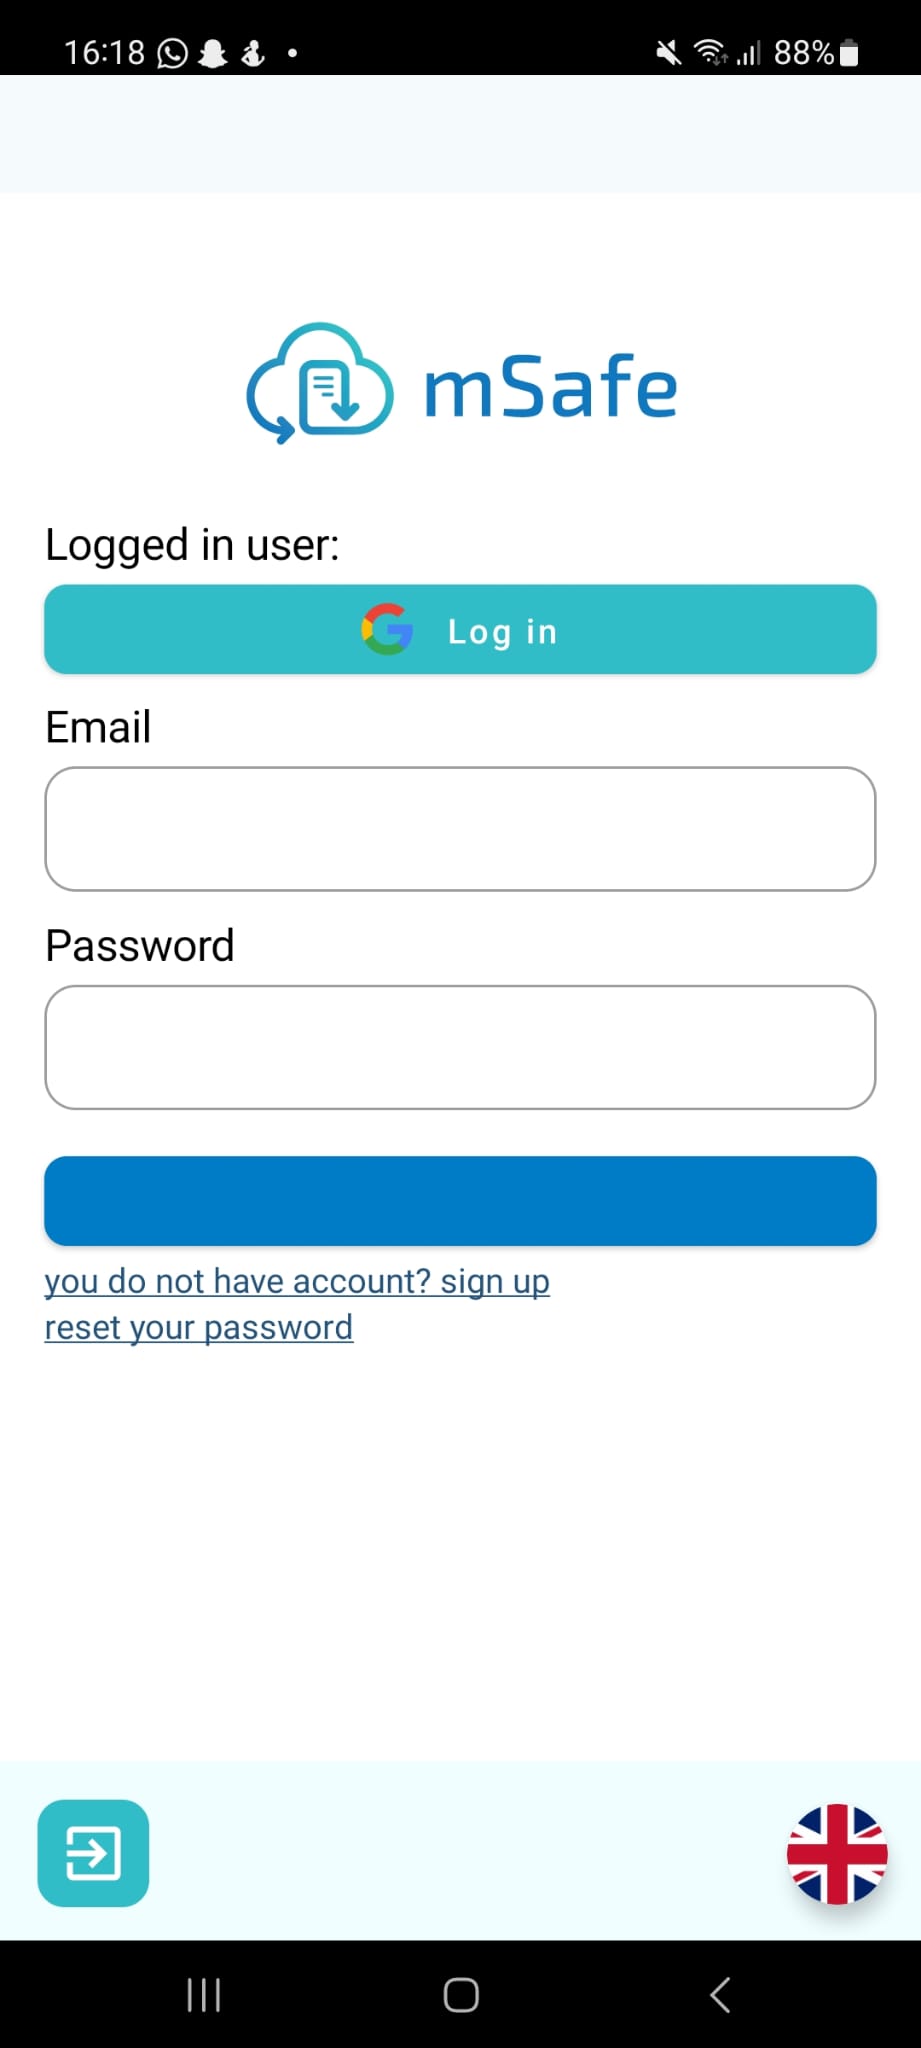 16:18
88%
mSafe
Logged in user:
Log in
Email
Password
you do not have account? sign up
reset your password